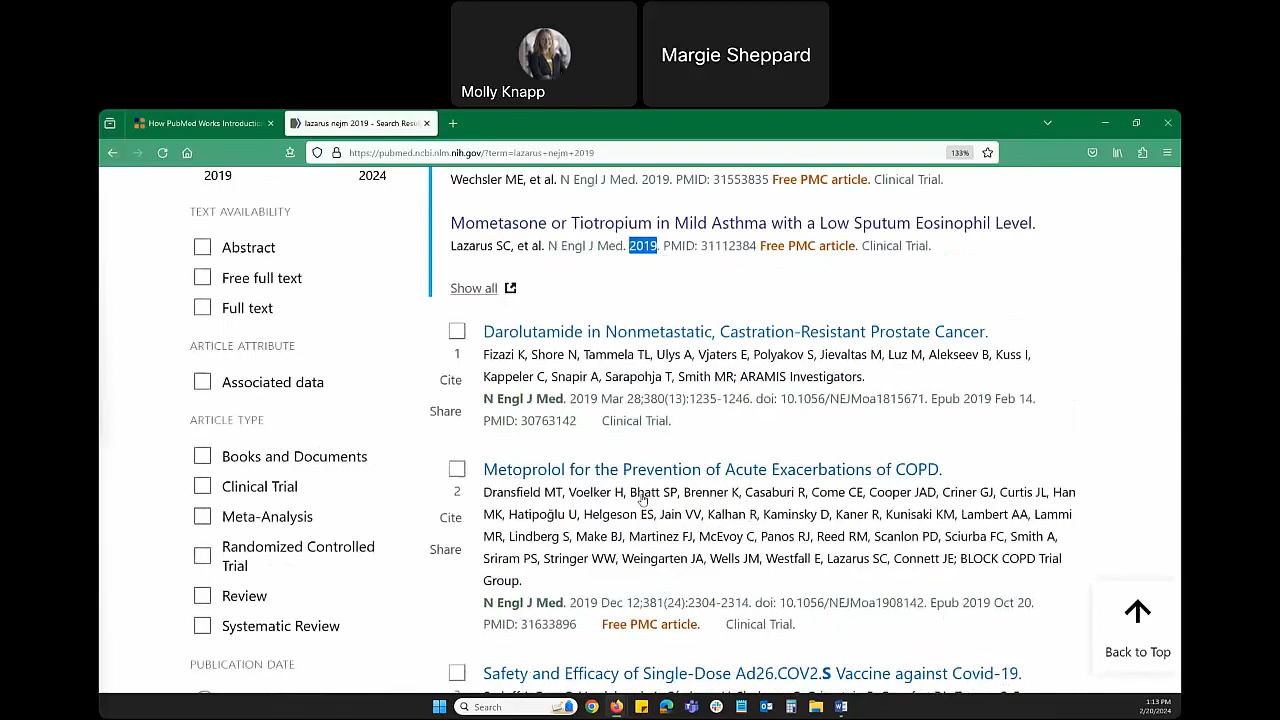 Molly Knapp
Margie Sheppard
How PubMed Works Introductio
lazarus nejm 2019 - Search Resu
https://pubmed.ncbi.nlm.nih.gov/?term=lazarus+nejm+2019
133%
2019
2024
TEXT AVAILABILITY
Abstract
Free full text
Full text
ARTICLE ATTRIBUTE
Associated data
ARTICLE TYPE
Books and Documents
Clinical Trial
Meta-Analysis
Randomized Controlled
Trial
Review
Systematic Review
PUBLICATION DATE
Wechsler ME, et al. N Engl J Med. 2019. PMID: 31553835 Free PMC article. Clinical Trial.
Mometasone or Tiotropium in Mild Asthma with a Low Sputum Eosinophil Level.
Lazarus SC, et al. N Engl J Med. 2019. PMID: 31112384 Free PMC article. Clinical Trial.
Show all
Darolutamide in Nonmetastatic, Castration-Resistant Prostate Cancer.
1
Cite
Share
Fizazi K, Shore N, Tammela TL, Ulys A, Vjaters E, Polyakov S, Jievaltas M, Luz M, Alekseev B, Kuss I,
Kappeler C, Snapir A, Sarapohja T, Smith MR; ARAMIS Investigators.
N Engl J Med. 2019 Mar 28;380(13):1235-1246. doi: 10.1056/NEJMoa1815671. Epub 2019 Feb 14.
PMID: 30763142 Clinical Trial.
Metoprolol for the Prevention of Acute Exacerbations of COPD.
2
Cite
Share
Dransfield MT, Voelker H, Bhatt SP, Brenner K, Casaburi R, Come CE, Cooper JAD, Criner GJ, Curtis JL, Han
MK, Hatipoğlu U, Helgeson ES, Jain VV, Kalhan R, Kaminsky D, Kaner R, Kunisaki KM, Lambert AA, Lammi
MR, Lindberg S, Make BJ, Martinez FJ, McEvoy C, Panos RJ, Reed RM, Scanlon PD, Sciurba FC, Smith A,
Sriram PS, Stringer WW, Weingarten JA, Wells JM, Westfall E, Lazarus SC, Connett JE; BLOCK COPD Trial
Group.
N Engl J Med. 2019 Dec 12;381(24):2304-2314. doi: 10.1056/NEJMoa1908142. Epub 2019 Oct 20.
PMID: 31633896 Free PMC article. Clinical Trial.
Safety and Efficacy of Single-Dose Ad26.COV2.S Vaccine against Covid-19.
Back to Top
Search
1:13 PM
2/20/2024